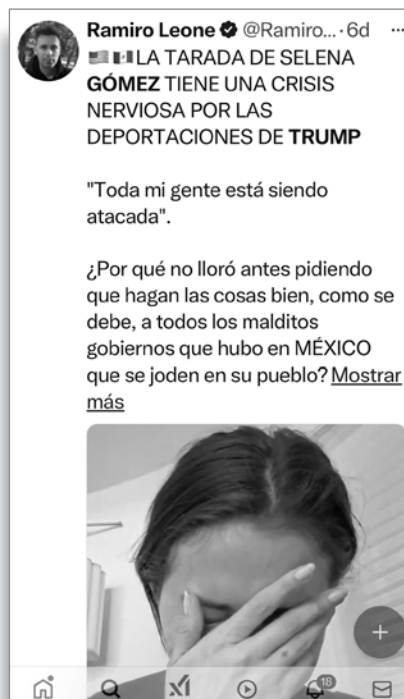 Ramiro Leone @Ramiro... · 6d ...
LA TARADA DE SELENA
GÓMEZ TIENE UNA CRISIS
NERVIOSA POR LAS
DEPORTACIONES DE TRUMP
"Toda mi gente está siendo
atacada".
¿Por qué no lloró antes pidiendo
que hagan las cosas bien, como se
debe, a todos los malditos
gobiernos que hubo en MÉXICO
que se joden en su pueblo? Mostrar
más
18